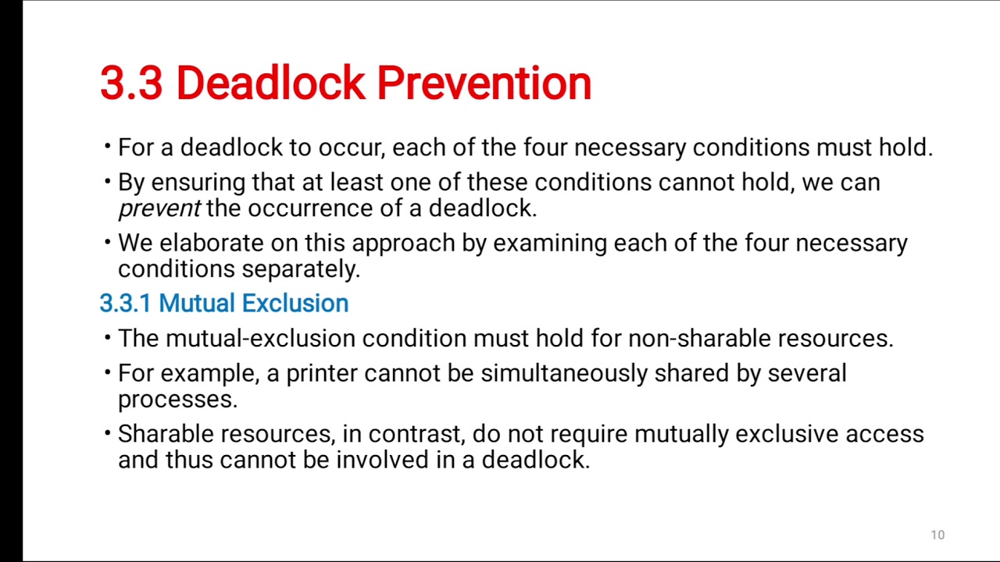 3.3 Deadlock Prevention
• For a deadlock to occur, each of the four necessary conditions must hold.
• By ensuring that at least one of these conditions cannot hold, we can
prevent the occurrence of a deadlock.
• We elaborate on this approach by examining each of the four necessary
conditions separately.
3.3.1 Mutual Exclusion
• The mutual-exclusion condition must hold for non-sharable resources.
• For example, a printer cannot be simultaneously shared by several
processes.
• Sharable resources, in contrast, do not require mutually exclusive access
and thus cannot be involved in a deadlock.
10